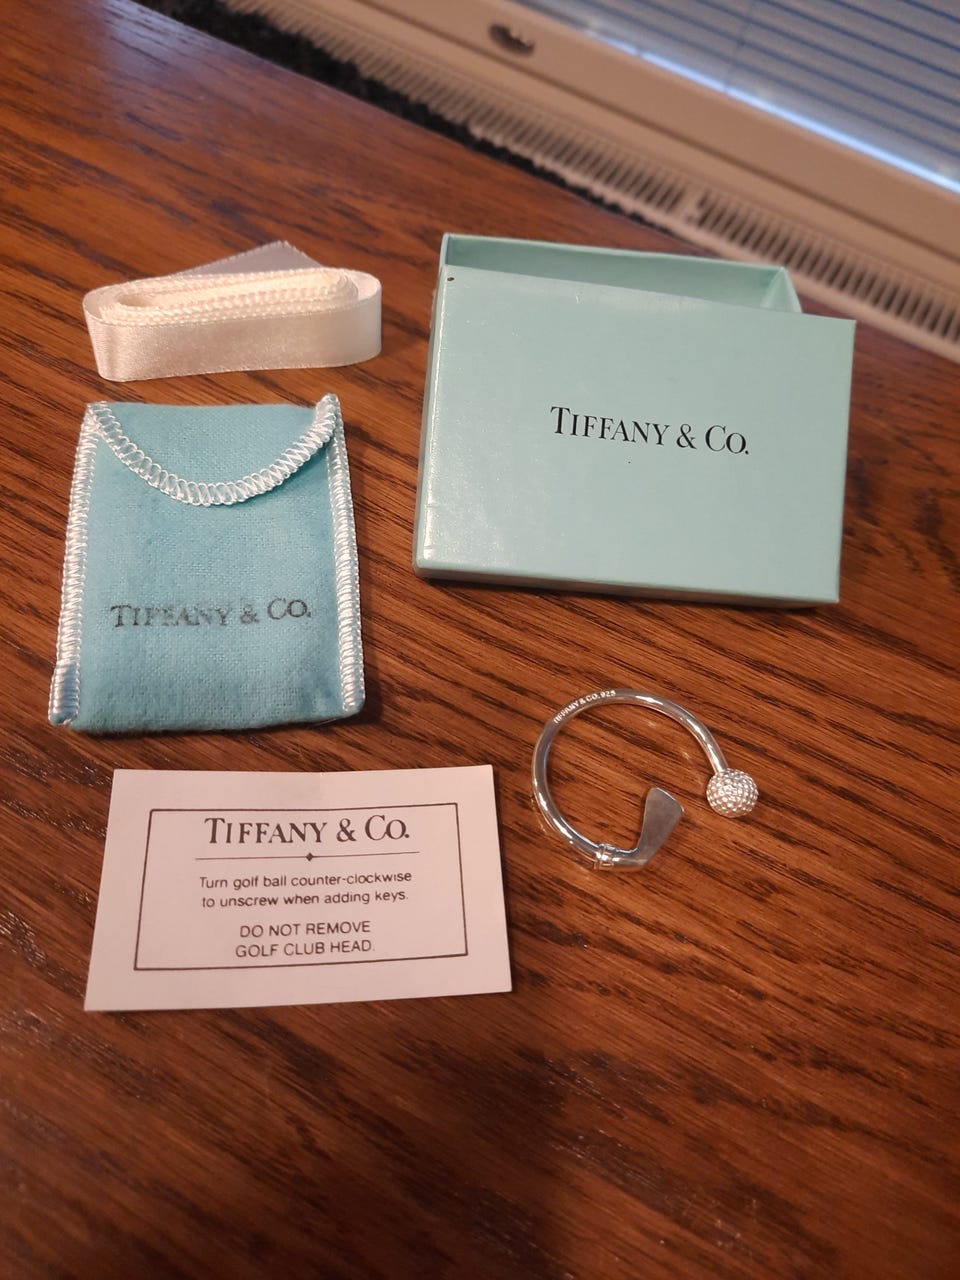 TIFFANY & CO.
TIFFANY & CO.
TIFFANY & CO. 925
TIFFANY & CO.
Turn golf ball counter-clockwise
to unscrew when adding keys.
DO NOT REMOVE
GOLF CLUB HEAD.